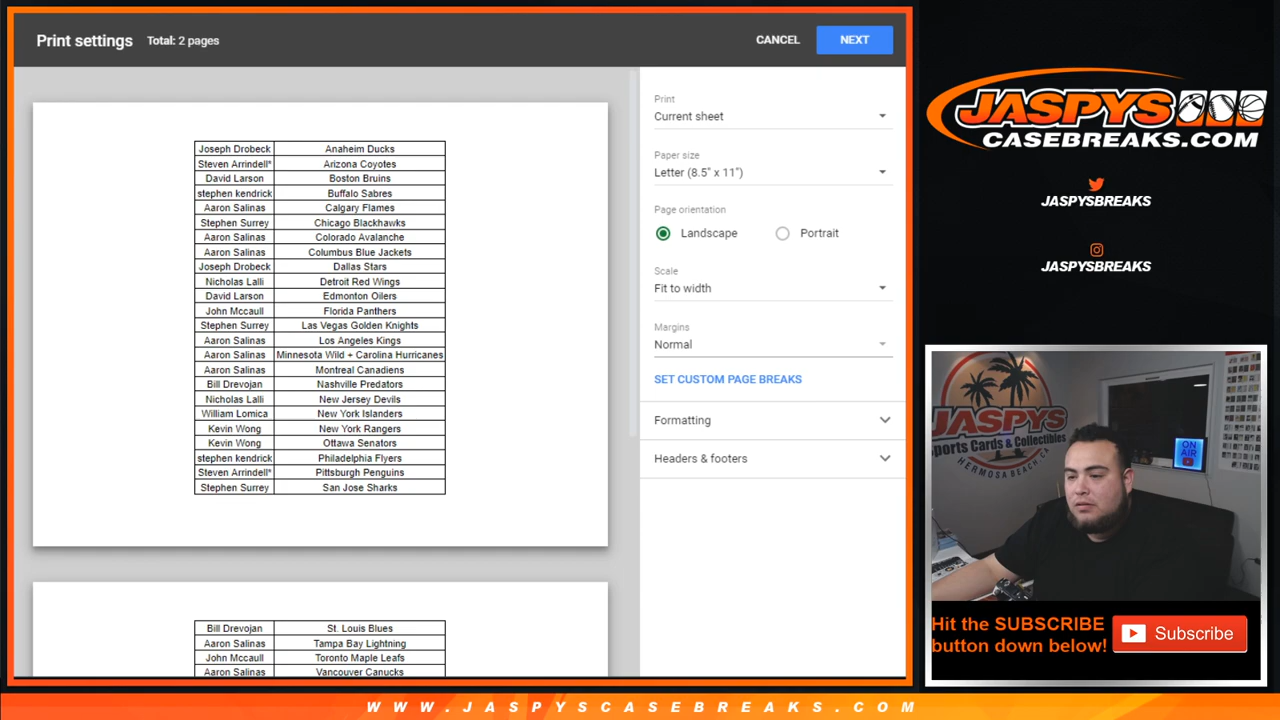 Print settings Total: 2 pages CANCEL NEXT
Joseph Drobeck Anaheim Ducks
Steven Arrindell* Arizona Coyotes
David Larson Boston Bruins
stephen kendrick Buffalo Sabres
Aaron Salinas Calgary Flames
Stephen Surrey Chicago Blackhawks
Aaron Salinas Colorado Avalanche
Aaron Salinas Columbus Blue Jackets
Joseph Drobeck Dallas Stars
Nicholas Lalli Detroit Red Wings
David Larson Edmonton Oilers
John Mccaull Florida Panthers
Stephen Surrey Las Vegas Golden Knights
Aaron Salinas Los Angeles Kings
Aaron Salinas Minnesota Wild + Carolina Hurricanes
Aaron Salinas Montreal Canadiens
Bill Drevojan Nashville Predators
Nicholas Lalli New Jersey Devils
William Lomica New York Islanders
Kevin Wong New York Rangers
Kevin Wong Ottawa Senators
stephen kendrick Philadelphia Flyers
Steven Arrindell* Pittsburgh Penguins
Stephen Surrey San Jose Sharks
Bill Drevojan St. Louis Blues
Aaron Salinas Tampa Bay Lightning
John Mccaull Toronto Maple Leafs
Aaron Salinas Vancouver Canucks
Print
Current sheet
Paper size
Letter (8.5" x 11")
Page orientation
Landscape Portrait
Scale
Fit to width
Margins
Normal
SET CUSTOM PAGE BREAKS
Formatting
Headers & footers
JASPYS
CASEBREAKS.COM
JASPYSBREAKS
JASPYSBREAKS
JASPYS
Sports Cards & Collectibles
HERMOSA BEACH, CA
ON
AIR
Hit the SUBSCRIBE
button down below!
Subscribe
WWW.JASPYSCASEBREAKS.COM